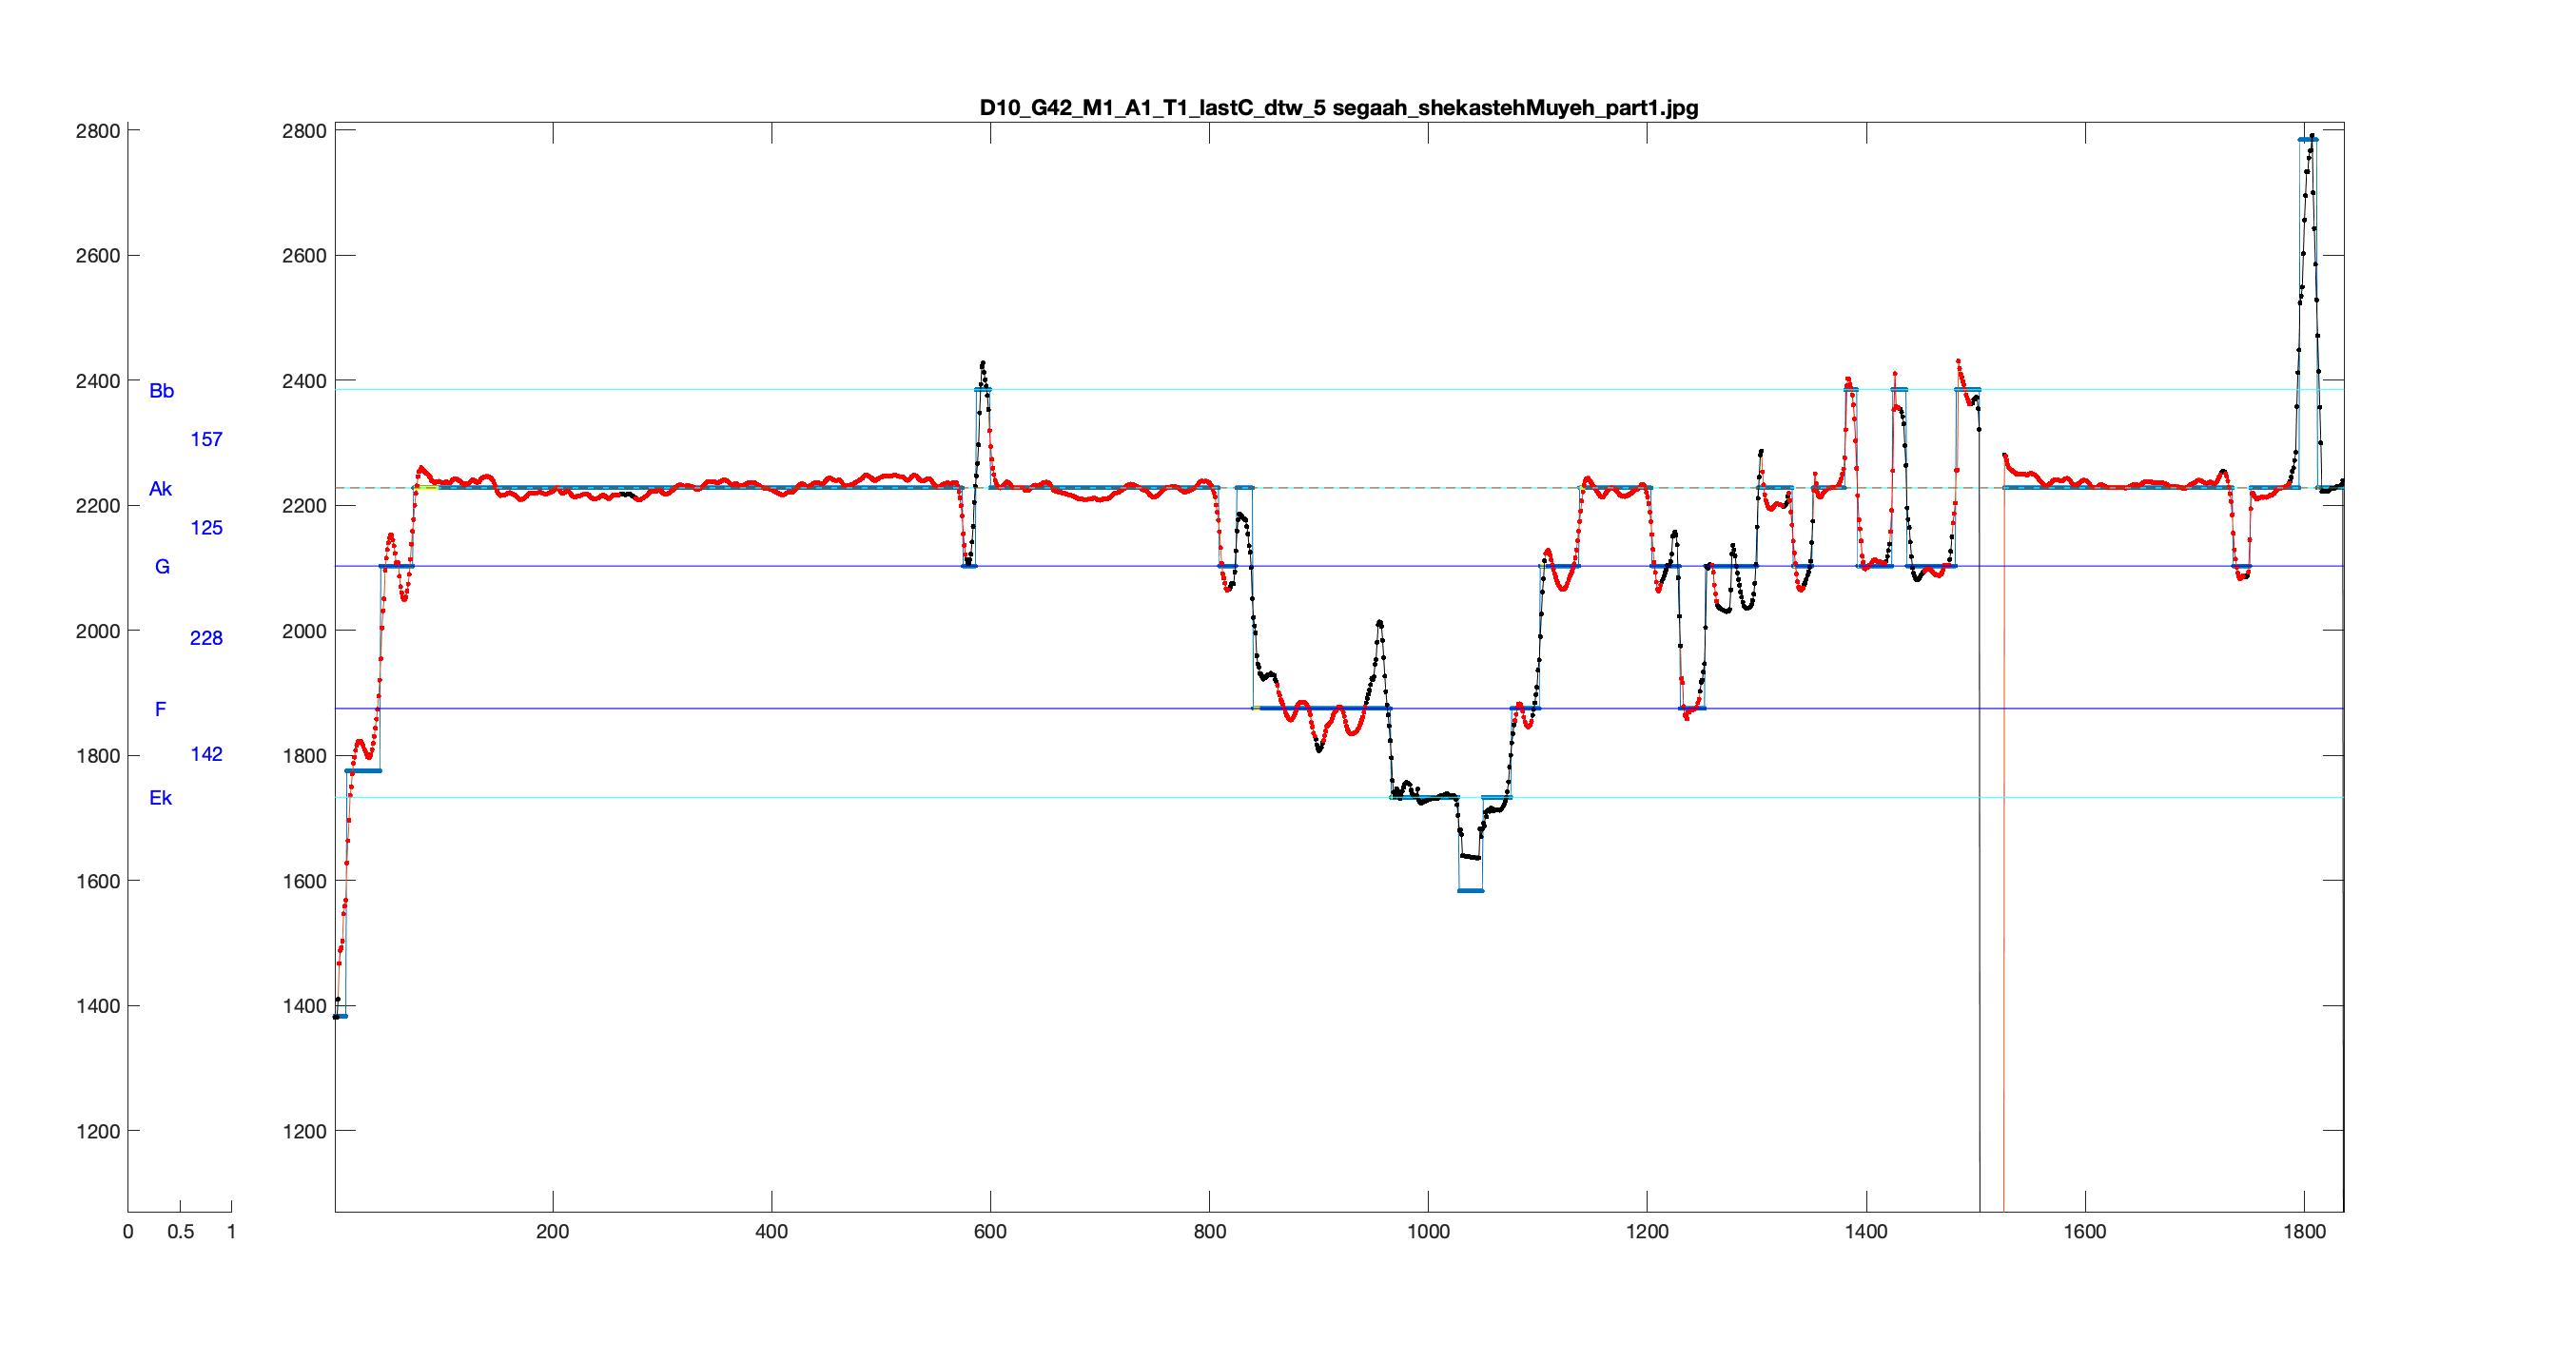 D10_G42_M1_A1_T1_lastC_dtw_5 segaah_shekastehMuyeh_part1.jpg
2800 2800
2600 2600
2400 Bb 2400
157
Ak
2200 2200
125
G
2000 228 2000
F
1800 142 1800
Ek
1600 1600
1400 1400
1200 1200
0 0.5 1 200 400 600 800 1000 1200 1400 1600 1800